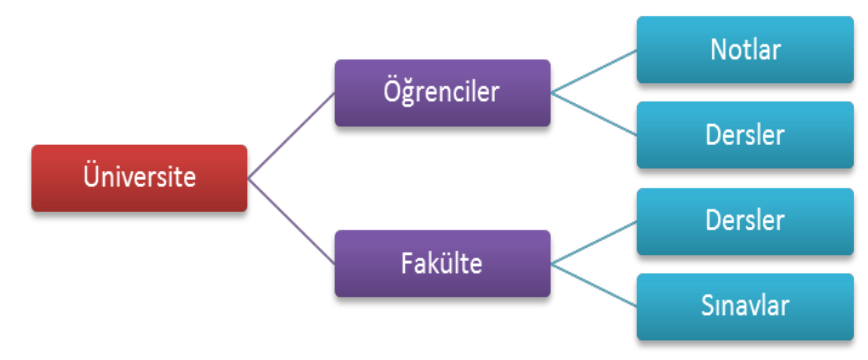 Üniversite
Öğrenciler
Notlar
Dersler
Fakülte
Dersler
Sınavlar